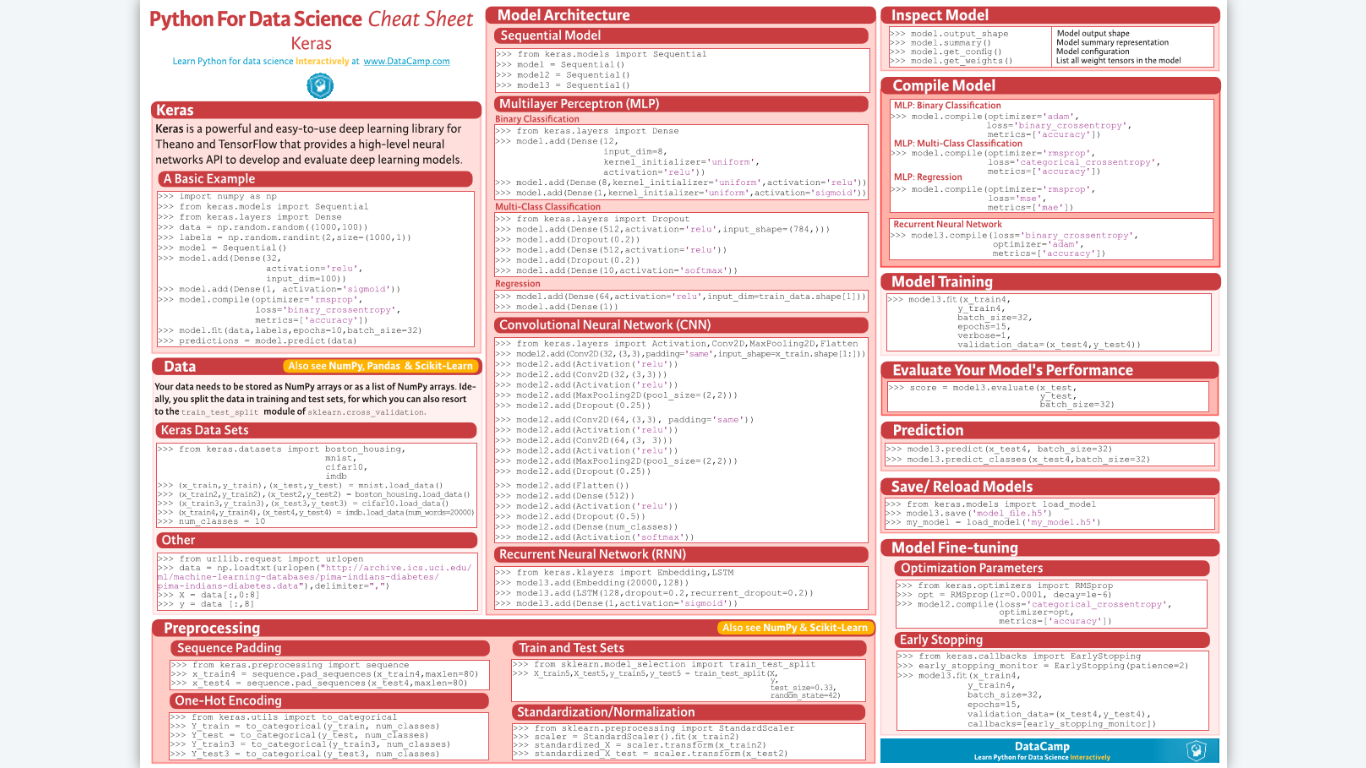 Python For Data Science Cheat Sheet
Keras
Learn Python for data science Interactively at www.DataCamp.com
Keras
Keras is a powerful and easy-to-use deep learning library for
Theano and TensorFlow that provides a high-level neural
networks API to develop and evaluate deep learning models.
A Basic Example
>>> import numpy as np
>>> from keras.models import Sequential
>>> from keras.layers import Dense
>>> data = np.random.random((1000,100))
>>> labels = np.random.randint(2,size=(1000,1))
>>> model = Sequential()
>>> model.add(Dense(32,
activation='relu',
input_dim=100))
>>> model.add(Dense(1, activation='sigmoid'))
>>> model.compile(optimizer='rmsprop',
loss='binary_crossentropy',
metrics=['accuracy'])
>>> model.fit(data,labels,epochs=10,batch_size=32)
>>> predictions = model.predict(data)
Data
Also see NumPy, Pandas & Scikit-Learn
Your data needs to be stored as NumPy arrays or as a list of NumPy arrays. Ide-
ally, you split the data in training and test sets, for which you can also resort
to the train_test_split module of sklearn.cross_validation.
Keras Data Sets
>>> from keras.datasets import boston_housing,
mnist,
cifar10,
imdb
>>> (x_train,y_train),(x_test,y_test) = mnist.load_data()
>>> (x_train2,y_train2),(x_test2,y_test2) = boston_housing.load_data()
>>> (x_train3,y_train3),(x_test3,y_test3) = cifar10.load_data()
>>> (x_train4,y_train4),(x_test4,y_test4) = imdb.load_data(num_words=20000)
>>> num_classes = 10
Other
>>> from urllib.request import urlopen
>>> data = np.loadtxt(urlopen("http://archive.ics.uci.edu/
ml/machine-learning-databases/pima-indians-diabetes/
pima-indians-diabetes.data"),delimiter=",")
>>> X = data[:,0:8]
>>> y = data [:,8]
Model Architecture
Sequential Model
>>> from keras.models import Sequential
>>> model = Sequential()
>>> model2 = Sequential()
>>> model3 = Sequential()
Multilayer Perceptron (MLP)
Binary Classification
>>> from keras.layers import Dense
>>> model.add(Dense(12,
input_dim=8,
kernel_initializer='uniform',
activation='relu'))
>>> model.add(Dense(8,kernel_initializer='uniform',activation='relu'))
>>> model.add(Dense(1,kernel_initializer='uniform',activation='sigmoid'))
Multi-Class Classification
>>> from keras.layers import Dropout
>>> model.add(Dense(512,activation='relu',input_shape=(784,)))
>>> model.add(Dropout(0.2))
>>> model.add(Dense(512,activation='relu'))
>>> model.add(Dropout(0.2))
>>> model.add(Dense(10,activation='softmax'))
Regression
>>> model.add(Dense(64,activation='relu',input_dim=train_data.shape[1]))
>>> model.add(Dense(1))
Convolutional Neural Network (CNN)
>>> from keras.layers import Activation,Conv2D,MaxPooling2D,Flatten
>>> model2.add(Conv2D(32,(3,3),padding='same',input_shape=x_train.shape[1:]))
>>> model2.add(Activation('relu'))
>>> model2.add(Conv2D(32,(3,3)))
>>> model2.add(Activation('relu'))
>>> model2.add(MaxPooling2D(pool_size=(2,2)))
>>> model2.add(Dropout(0.25))
>>> model2.add(Conv2D(64,(3,3), padding='same'))
>>> model2.add(Activation('relu'))
>>> model2.add(Conv2D(64,(3, 3)))
>>> model2.add(Activation('relu'))
>>> model2.add(MaxPooling2D(pool_size=(2,2)))
>>> model2.add(Dropout(0.25))
>>> model2.add(Flatten())
>>> model2.add(Dense(512))
>>> model2.add(Activation('relu'))
>>> model2.add(Dropout(0.5))
>>> model2.add(Dense(num_classes))
>>> model2.add(Activation('softmax'))
Recurrent Neural Network (RNN)
>>> from keras.klayers import Embedding,LSTM
>>> model3.add(Embedding(20000,128))
>>> model3.add(LSTM(128,dropout=0.2,recurrent_dropout=0.2))
>>> model3.add(Dense(1,activation='sigmoid'))
Preprocessing
Also see NumPy & Scikit-Learn
Sequence Padding
>>> from keras.preprocessing import sequence
>>> x_train4 = sequence.pad_sequences(x_train4,maxlen=80)
>>> x_test4 = sequence.pad_sequences(x_test4,maxlen=80)
One-Hot Encoding
>>> from keras.utils import to_categorical
>>> Y_train = to_categorical(y_train, num_classes)
>>> Y_test = to_categorical(y_test, num_classes)
>>> Y_train3 = to_categorical(y_train3, num_classes)
>>> Y_test3 = to_categorical(y_test3, num_classes)
Train and Test Sets
>>> from sklearn.model_selection import train_test_split
>>> X_train5,X_test5,y_train5,y_test5 = train_test_split(X,
y,
test_size=0.33,
random_state=42)
Standardization/Normalization
>>> from sklearn.preprocessing import StandardScaler
>>> scaler = StandardScaler().fit(x_train2)
>>> standardized_X = scaler.transform(x_train2)
>>> standardized_X_test = scaler.transform(x_test2)
Inspect Model
>>> model.output_shape Model output shape
>>> model.summary() Model summary representation
>>> model.get_config() Model configuration
>>> model.get_weights() List all weight tensors in the model
Compile Model
MLP: Binary Classification
>>> model.compile(optimizer='adam',
loss='binary_crossentropy',
metrics=['accuracy'])
MLP: Multi-Class Classification
>>> model.compile(optimizer='rmsprop',
loss='categorical_crossentropy',
metrics=['accuracy'])
MLP: Regression
>>> model.compile(optimizer='rmsprop',
loss='mse',
metrics=['mae'])
Recurrent Neural Network
>>> model3.compile(loss='binary_crossentropy',
optimizer='adam',
metrics=['accuracy'])
Model Training
>>> model3.fit(x_train4,
y_train4,
batch_size=32,
epochs=15,
verbose=1,
validation_data=(x_test4,y_test4))
Evaluate Your Model's Performance
>>> score = model3.evaluate(x_test,
y_test,
batch_size=32)
Prediction
>>> model3.predict(x_test4, batch_size=32)
>>> model3.predict_classes(x_test4,batch_size=32)
Save/ Reload Models
>>> from keras.models import load_model
>>> model3.save('model_file.h5')
>>> my_model = load_model('my_model.h5')
Model Fine-tuning
Optimization Parameters
>>> from keras.optimizers import RMSprop
>>> opt = RMSprop(lr=0.0001, decay=1e-6)
>>> model2.compile(loss='categorical_crossentropy',
optimizer=opt,
metrics=['accuracy'])
Early Stopping
>>> from keras.callbacks import EarlyStopping
>>> early_stopping_monitor = EarlyStopping(patience=2)
>>> model3.fit(x_train4,
y_train4,
batch_size=32,
epochs=15,
validation_data=(x_test4,y_test4),
callbacks=[early_stopping_monitor])
DataCamp
Learn Python for Data Science Interactively